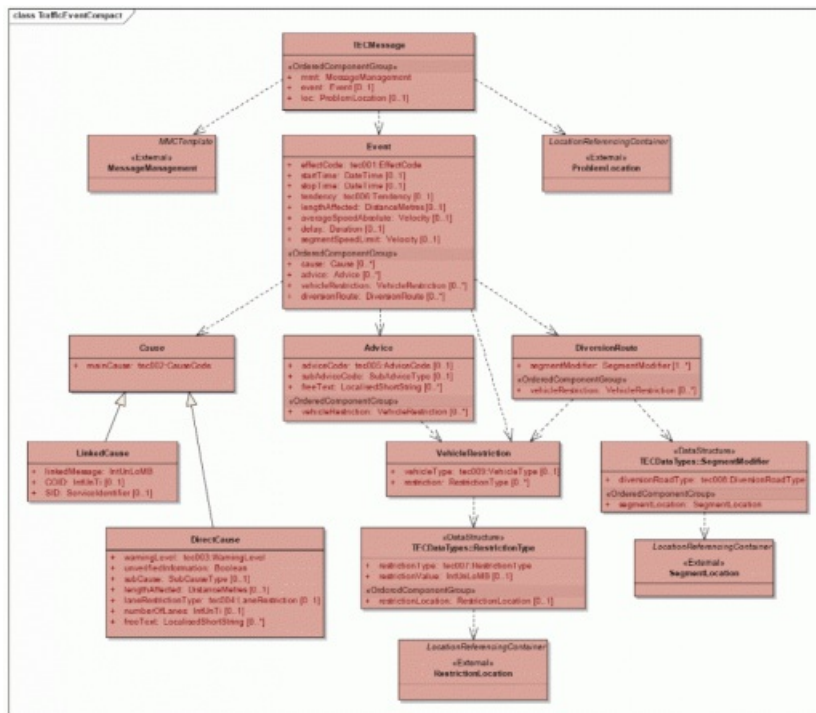 class TrafficEventCompact
TECMessage
«OrderedComponentGroup»
+ mmt: MessageManagement
+ event: Event [0..1]
+ loc: ProblemLocation [0..1]
MMCTemplate
«External»
MessageManagement
Event
+ effectCode: tec001:EffectCode
+ startTime: DateTime [0..1]
+ stopTime: DateTime [0..1]
+ tendency: tec006:Tendency [0..1]
+ lengthAffected: DistanceMetres [0..1]
+ averageSpeedAbsolute: Velocity [0..1]
+ delay: Duration [0..1]
+ segmentSpeedLimit: Velocity [0..1]
«OrderedComponentGroup»
+ cause: Cause [0..*]
+ advice: Advice [0..*]
+ vehicleRestriction: VehicleRestriction [0..*]
+ diversionRoute: DiversionRoute [0..*]
LocationReferencingContainer
«External»
ProblemLocation
Cause
+ mainCause: tec002:CauseCode
Advice
+ adviceCode: tec005:AdviceCode [0..1]
+ subAdviceCode: SubAdviceType [0..1]
+ freeText: LocalisedShortString [0..*]
«OrderedComponentGroup»
+ vehicleRestriction: VehicleRestriction [0..*]
DiversionRoute
+ segmentModifier: SegmentModifier [1..*]
«OrderedComponentGroup»
+ vehicleRestriction: VehicleRestriction [0..*]
LinkedCause
+ linkedMessage: IntUnLoMB
+ COID: IntUnTi [0..1]
+ SID: ServiceIdentifier [0..1]
VehicleRestriction
+ vehicleType: tec009:VehicleType [0..1]
+ restriction: RestrictionType [0..*]
«DataStructure»
TECDataTypes::SegmentModifier
+ diversionRoadType: tec008:DiversionRoadType
«OrderedComponentGroup»
+ segmentLocation: SegmentLocation
DirectCause
+ warningLevel: tec003:WarningLevel
+ unverifiedInformation: Boolean
+ subCause: SubCauseType [0..1]
+ lengthAffected: DistanceMetres [0..1]
+ laneRestrictionType: tec004:LaneRestriction [0..1]
+ numberOfLanes: IntUnTi [0..1]
+ freeText: LocalisedShortString [0..*]
«DataStructure»
TECDataTypes::RestrictionType
+ restrictionType: tec007:RestrictionType
+ restrictionValue: IntUnLoMB [0..1]
«OrderedComponentGroup»
+ restrictionLocation: RestrictionLocation [0..1]
LocationReferencingContainer
«External»
SegmentLocation
LocationReferencingContainer
«External»
RestrictionLocation